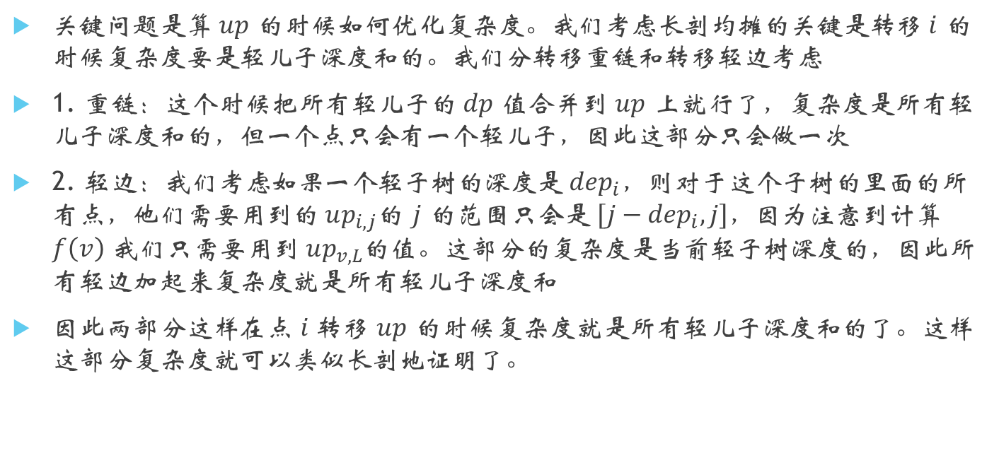 关键问题是算 up 的时候如何优化复杂度。我们考虑长剖均摊的关键是转移 i 的
时候复杂度要是轻儿子深度和的。我们分转移重链和转移轻边考虑
1. 重链：这个时候把所有轻儿子的 dp 值合并到 up 上就行了，复杂度是所有轻
儿子深度和的，但一个点只会有一个轻儿子，因此这部分只会做一次
2. 轻边：我们考虑如果一个轻子树的深度是 dep_i，则对于这个子树的里面的所
有点，他们需要用到的 up_{i,j}的 j 的范围只会是 [j − dep_i, j]，因为注意到计算
f(v) 我们只需要用到 up_{v,L}的值。这部分的复杂度是当前轻子树深度的，因此所
有轻边加起来复杂度就是所有轻儿子深度和
因此两部分这样在点 i 转移 up 的时候复杂度就是所有轻儿子深度和的了。这样
这部分复杂度就可以类似长剖地证明了。